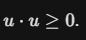 u · u ≥ 0.